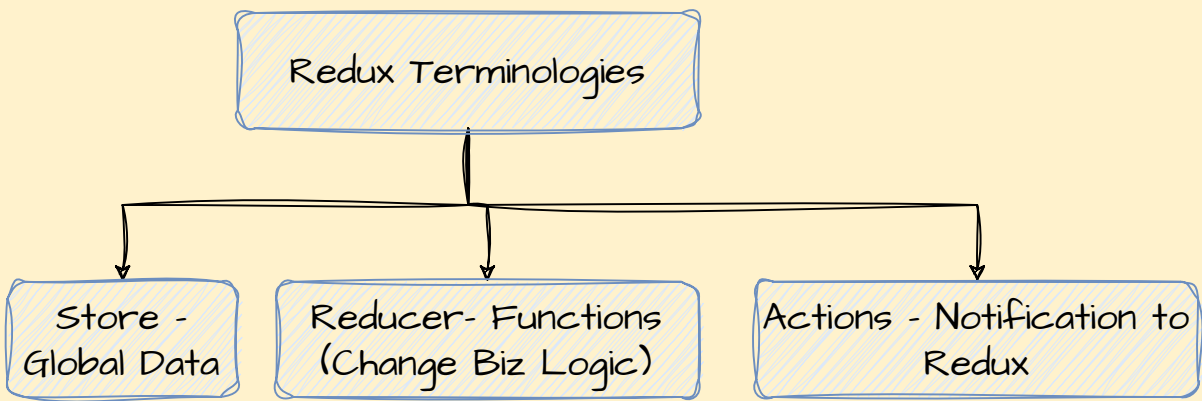 Redux Terminologies
Store -
Global Data
Reducer- Functions
(Change Biz Logic)
Actions - Notification to
Redux